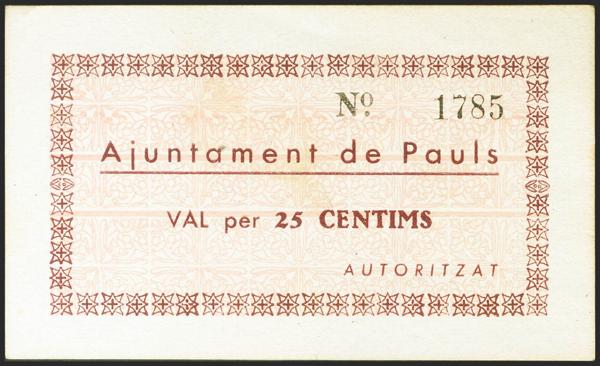 Nº 1785
Ajuntament de Pauls
VAL per 25 CENTIMS
AUTORITZAT